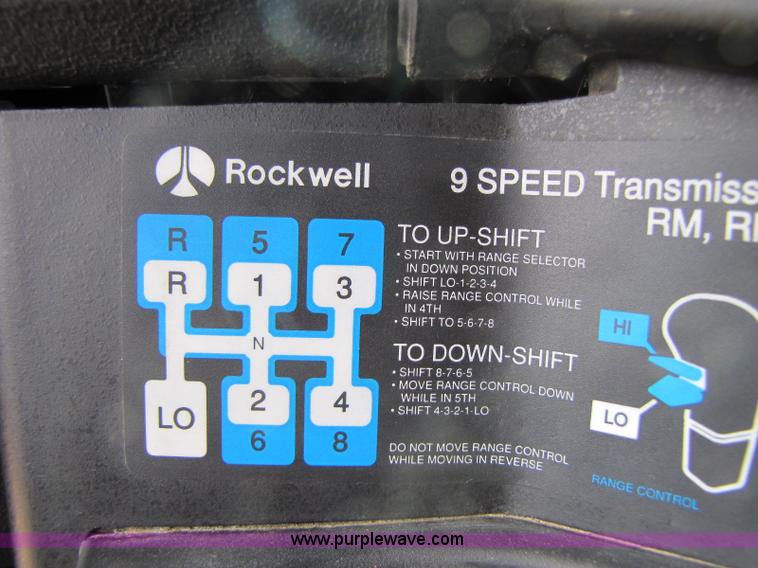 Rockwell
9 SPEED
RM,
R 5 7
R 1 3
N
LO 2 4
6 8
TO UP-SHIFT
• START WITH RANGE SELECTOR
IN DOWN POSITION
• SHIFT LO-1-2-3-4
• RAISE RANGE CONTROL WHILE
IN 4TH
• SHIFT TO 5-6-7-8
TO DOWN-SHIFT
• SHIFT 8-7-6-5
• MOVE RANGE CONTROL DOWN
WHILE IN 5TH
• SHIFT 4-3-2-1-LO
DO NOT MOVE RANGE CONTROL
WHILE MOVING IN REVERSE
HI
LO
RANGE CONTROL
www.purplewave.com